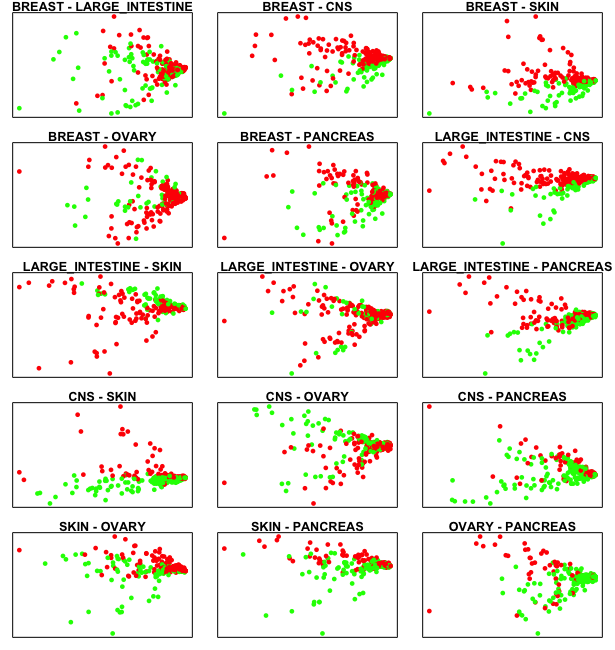 BREAST - LARGE_INTESTINE
BREAST - CNS
BREAST - SKIN
BREAST - OVARY
BREAST - PANCREAS
LARGE_INTESTINE - CNS
LARGE_INTESTINE - SKIN
LARGE_INTESTINE - OVARY
LARGE_INTESTINE - PANCREAS
CNS - SKIN
CNS - OVARY
CNS - PANCREAS
SKIN - OVARY
SKIN - PANCREAS
OVARY - PANCREAS